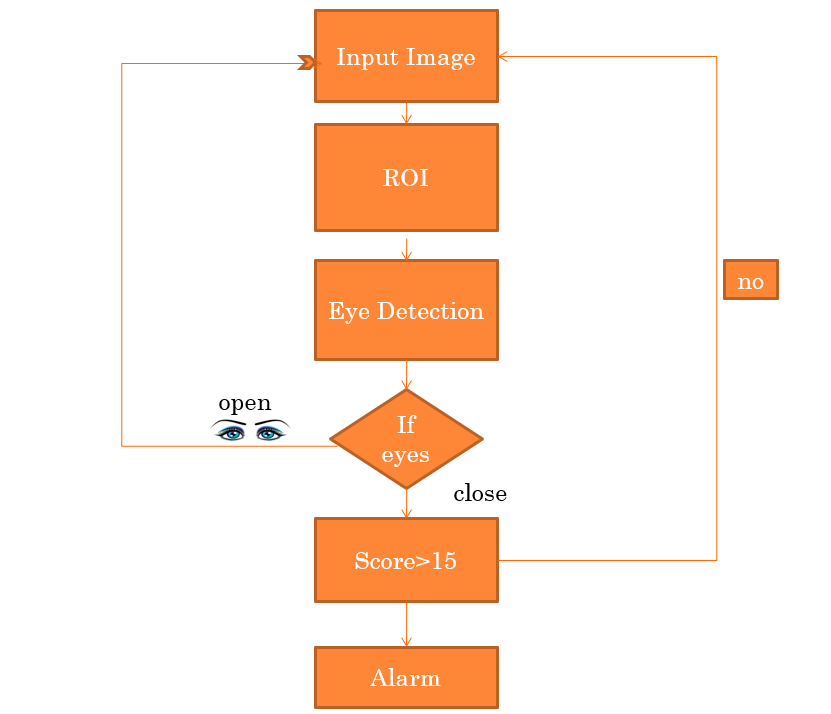 Input Image
ROI
no
Eye Detection
open
If
eyes
close
Score>15
Alarm